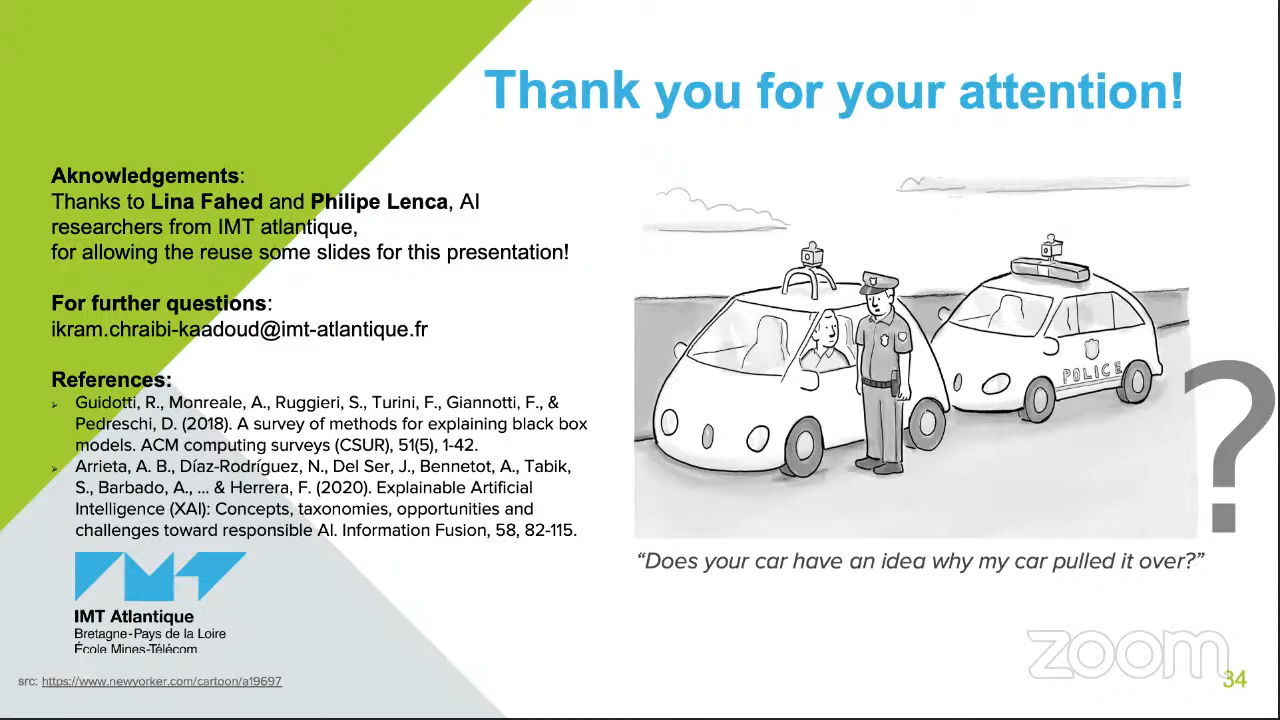 Thank you for your attention!
Aknowledgements:
Thanks to Lina Fahed and Philipe Lenca, AI
researchers from IMT atlantique,
for allowing the reuse some slides for this presentation!
For further questions:
ikram.chraibi-kaadoud@imt-atlantique.fr
References:
Guidotti, R., Monreale, A., Ruggieri, S., Turini, F., Giannotti, F., &
Pedreschi, D. (2018). A survey of methods for explaining black box
models. ACM computing surveys (CSUR), 51(5), 1-42.
Arrieta, A. B., Díaz-Rodríguez, N., Del Ser, J., Bennetot, A., Tabik,
S., Barbado, A., ... & Herrera, F. (2020). Explainable Artificial
Intelligence (XAI): Concepts, taxonomies, opportunities and
challenges toward responsible AI. Information Fusion, 58, 82-115.
IMT Atlantique
Bretagne-Pays de la Loire
École Mines-Télécom
src: https://www.newyorker.com/cartoon/a19697
POLICE
?
“Does your car have an idea why my car pulled it over?”
zoom
34